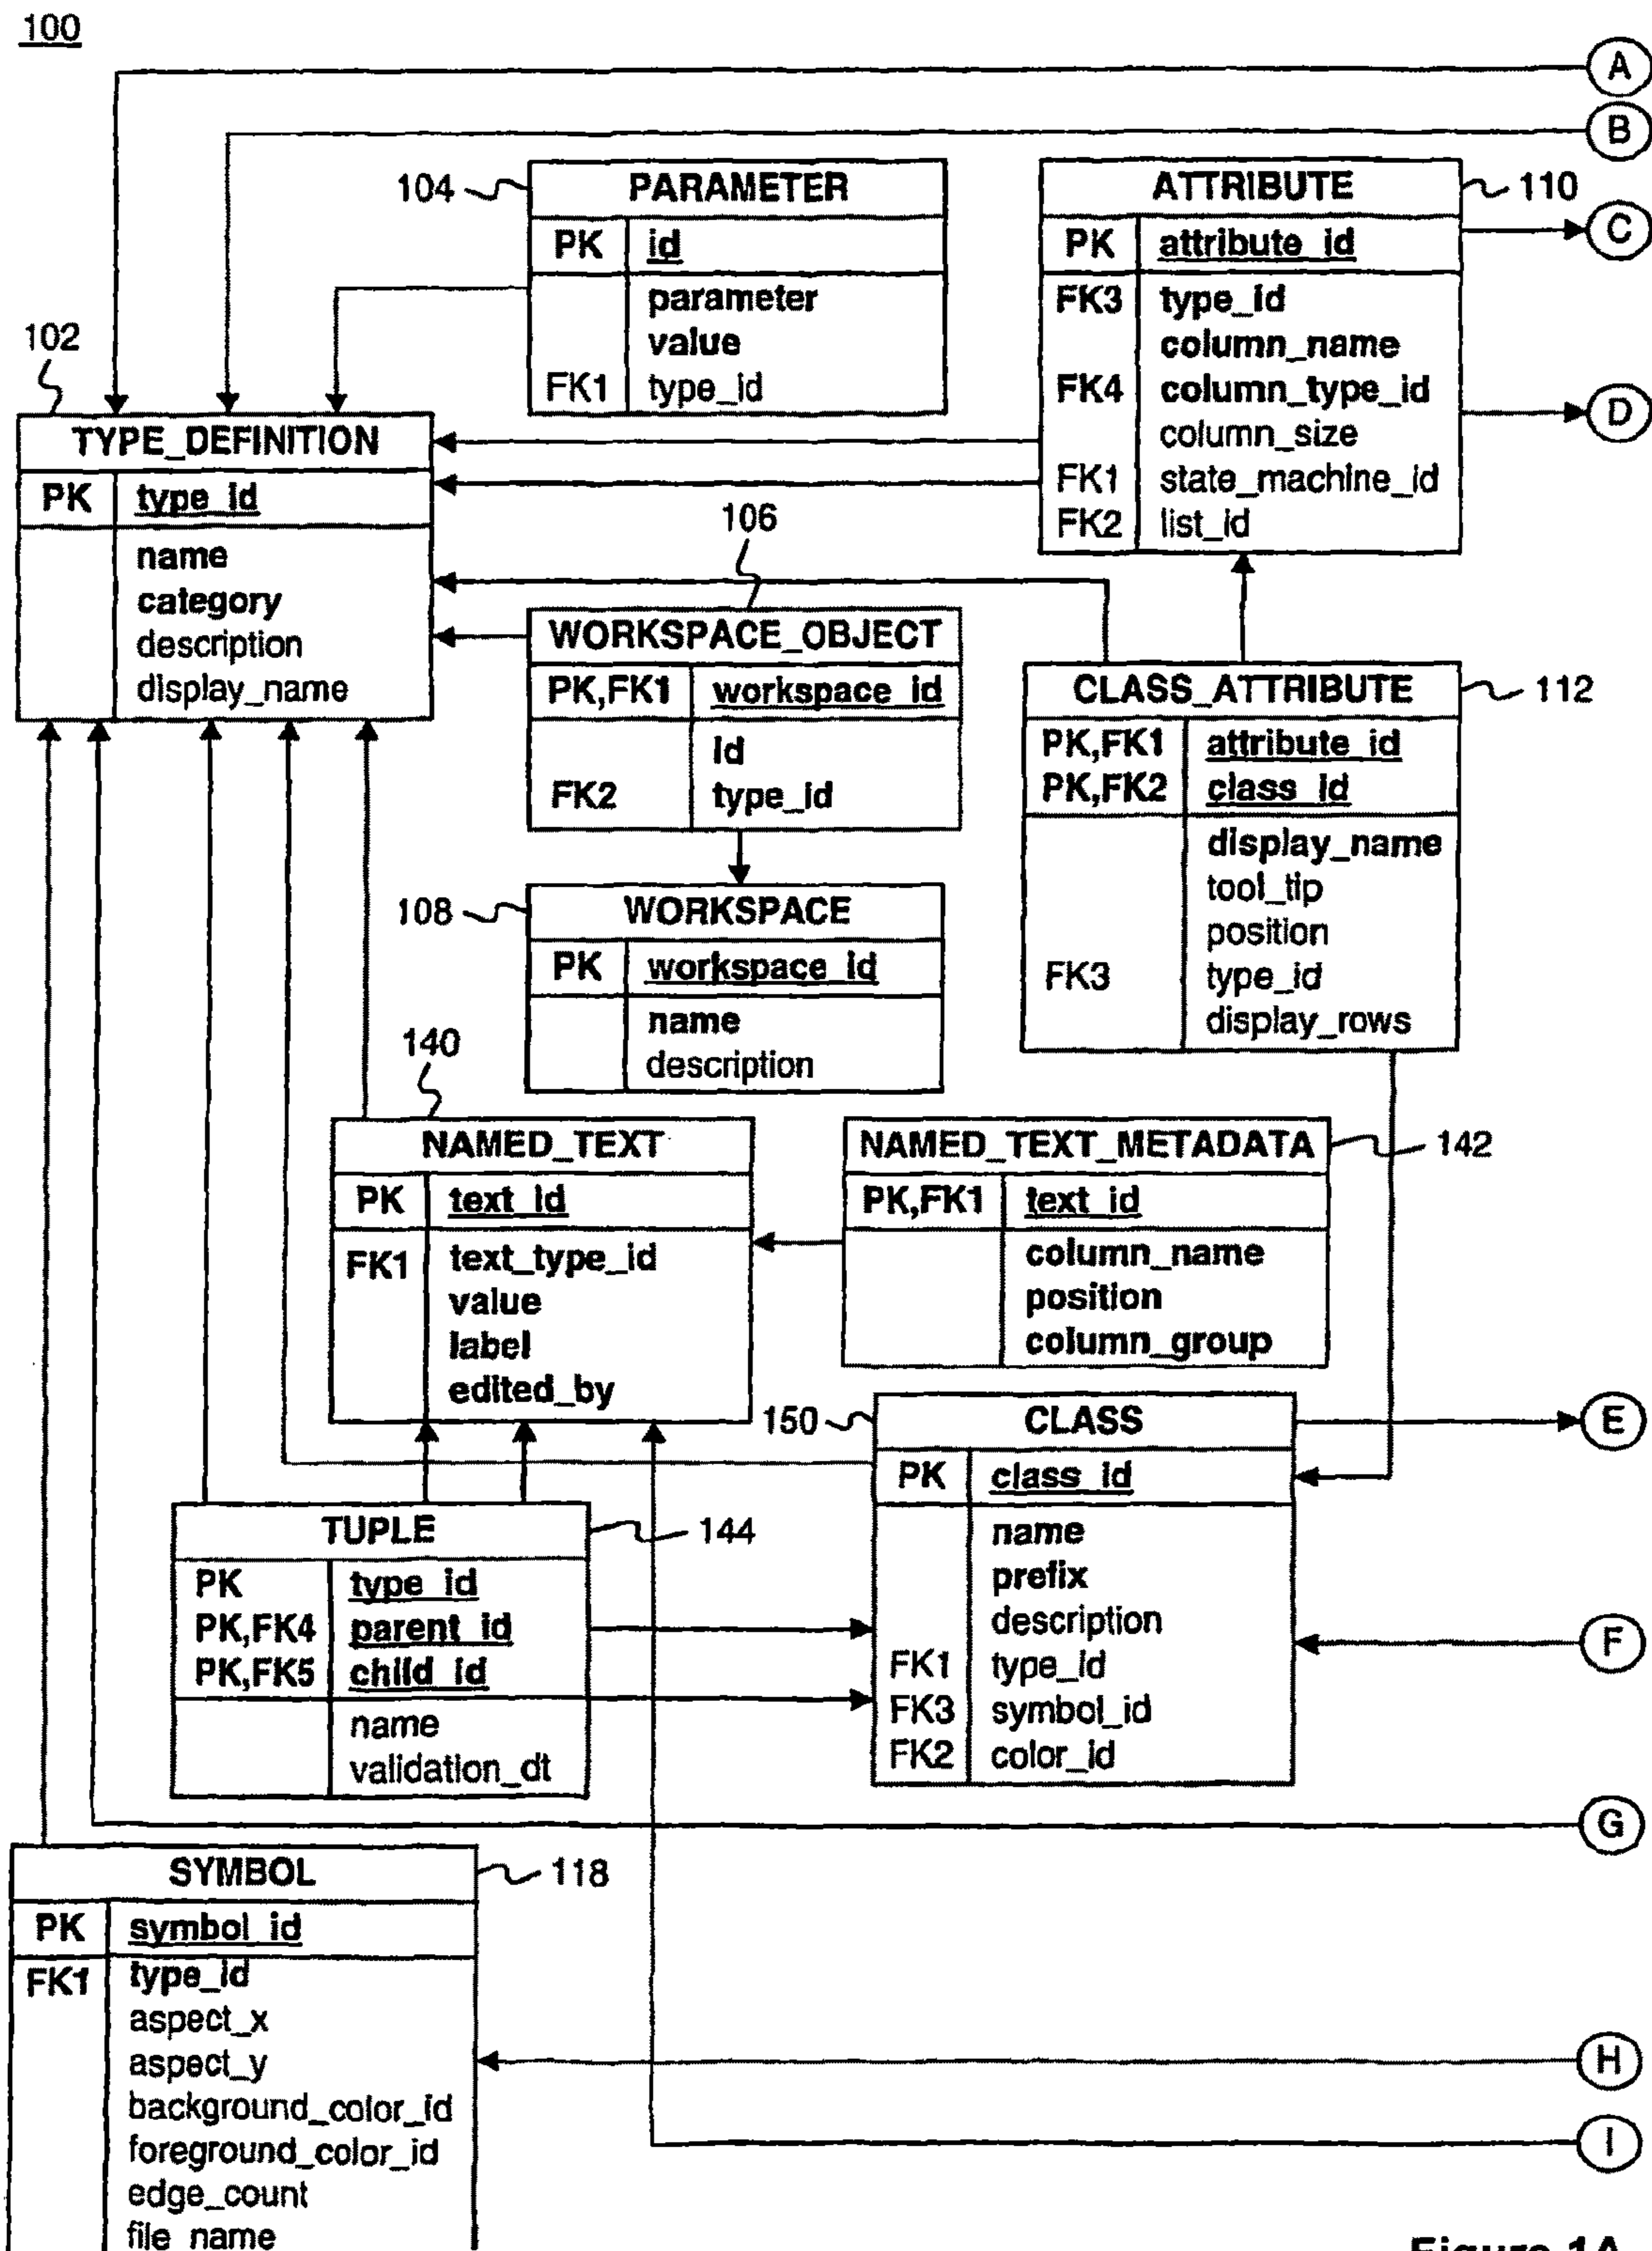 100
A
B
104
PARAMETER
PK id
parameter
value
FK1 type_id
ATTRIBUTE
110
PK attribute_id
FK3 type_id
column_name
FK4 column_type_id
column_size
FK1 state_machine_id
FK2 list_id
C
D
102
TYPE_DEFINITION
PK type_id
name
category
description
display_name
106
WORKSPACE_OBJECT
PK,FK1 workspace_id
id
FK2 type_id
CLASS_ATTRIBUTE
112
PK,FK1 attribute_id
PK,FK2 class_id
display_name
tool_tip
position
FK3 type_id
display_rows
108
WORKSPACE
PK workspace_id
name
description
140
NAMED_TEXT
PK text_id
FK1 text_type_id
value
label
edited_by
NAMED_TEXT_METADATA
142
PK,FK1 text_id
column_name
position
column_group
150
CLASS
PK class_id
name
prefix
description
FK1 type_id
FK3 symbol_id
FK2 color_id
E
F
TUPLE
144
PK type_id
PK,FK4 parent_id
PK,FK5 child_id
name
validation_dt
G
SYMBOL
118
PK symbol_id
FK1 type_id
aspect_x
aspect_y
background_color_id
foreground_color_id
edge_count
file_name
H
I
Figure 1A